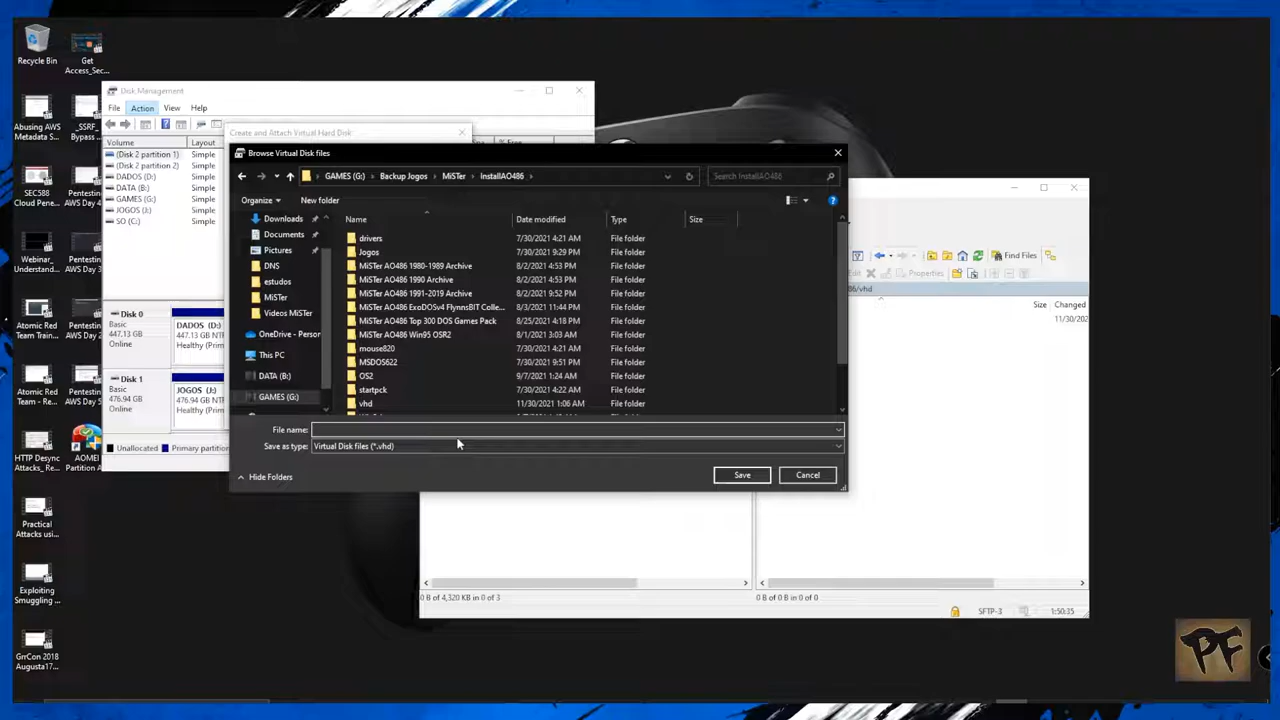 Recycle Bin
Get
Access_Sec...
Abusing AWS
Metadata S...
_SSRF_
Bypass ...
SEC588
Cloud Pene...
Pentesting
AWS Da
Webinar_
Understan...
Pentestin
AWS Day 3
Atomic Red
Team Train...
Pentestin
AWS Day 4
Atomic Red
Team - Re...
Pentestin
AWS Day 5
HTTP Desync
Attacks_ R...
AOMEI
Partition A
Practical
Attacks usi...
Exploiting
Smuggling ...
GrrCon 2018
Augusta17...
Disk Management
File Action View Help
Volume Layout
(Disk 2 partition 1) Simple
(Disk 2 partition 2) Simple
DADOS (D:) Simple
DATA (B:) Simple
GAMES (G:) Simple
JOGOS (J:) Simple
SO (C:) Simple
Disk 0
Basic
447.13 GB
Online
DADOS (D:)
447.13 GB NT
Healthy (Prim
Disk 1
Basic
476.94 GB
Online
JOGOS (J:)
476.94 GB NT
Healthy (Prim
Unallocated Primary partition
Create and Attach Virtual Hard Disk
Browse Virtual Disk files
GAMES (G:) › Backup Jogos › MiSTer › InstallAO486 ›
Search InstallAO486
Organize New folder
Name Date modified Type Size
Downloads
Documents
Pictures
DNS
estudos
MiSTer
Videos MiSTer
OneDrive - Person
This PC
DATA (B:)
GAMES (G:)
drivers 7/30/2021 4:21 AM File folder
Jogos 7/30/2021 9:29 PM File folder
MiSTer AO486 1980-1989 Archive 8/2/2021 4:53 PM File folder
MiSTer AO486 1990 Archive 8/2/2021 4:53 PM File folder
MiSTer AO486 1991-2019 Archive 8/2/2021 9:52 PM File folder
MiSTer AO486 ExoDOSv4 FlynnsBIT Colle... 8/3/2021 11:44 PM File folder
MiSTer AO486 Top 300 DOS Games Pack 8/25/2021 4:18 PM File folder
MiSTer AO486 Win95 OSR2 8/1/2021 3:03 AM File folder
mouse820 7/30/2021 4:21 AM File folder
MSDOS622 7/30/2021 9:51 PM File folder
OS2 9/7/2021 1:24 AM File folder
startpck 7/30/2021 4:22 AM File folder
vhd 11/30/2021 1:06 AM File folder
File name:
Save as type: Virtual Disk files (*.vhd)
Hide Folders
Save Cancel
Find Files
Properties
86/vhd
Size Changed
11/30/202
0 B of 4,320 KB in 0 of 3
0 B of 0 B in 0 of 0
SFTP-3 1:50:35
PF